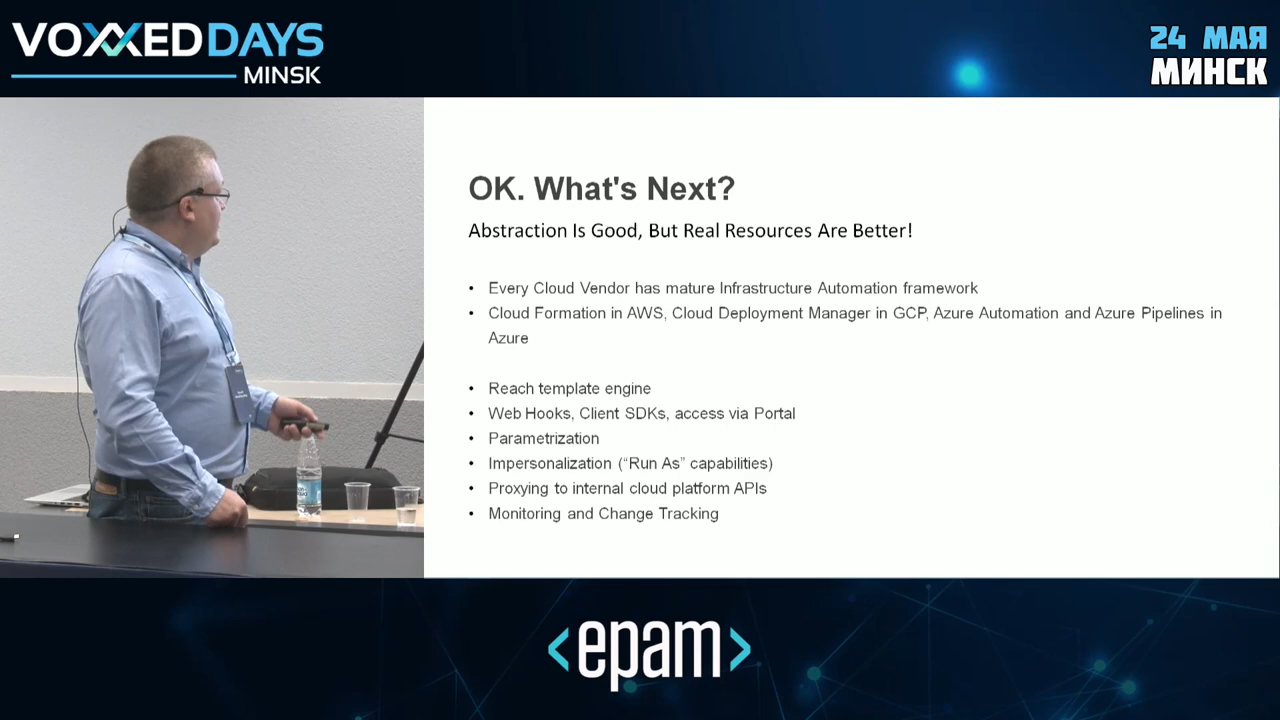 VOXXED DAYS
MINSK
24 МАЯ
МИНСК
OK. What's Next?
Abstraction Is Good, But Real Resources Are Better!
• Every Cloud Vendor has mature Infrastructure Automation framework
• Cloud Formation in AWS, Cloud Deployment Manager in GCP, Azure Automation and Azure Pipelines in
Azure
• Reach template engine
• Web Hooks, Client SDKs, access via Portal
• Parametrization
• Impersonalization (“Run As” capabilities)
• Proxying to internal cloud platform APIs
• Monitoring and Change Tracking
<epam>